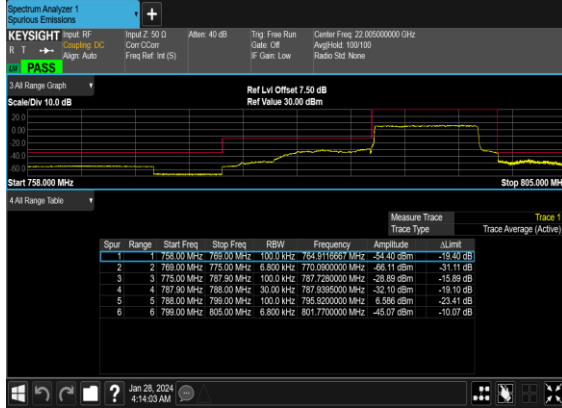 Spectrum Analyzer 1
Spurious Emissions
+
KEYSIGHT Input: RF Input Z: 50 Ω Atten: 40 dB Trig: Free Run Center Freq: 22.005000000 GHz
R T Coupling: DC Corr CCorr Gate: Off Avg|Hold: 100/100
Align: Auto Freq Ref: Int (S) IF Gain: Low Radio Std: None
PASS
3 All Range Graph
Ref Lvl Offset 7.50 dB
Scale/Div 10.0 dB Ref Value 30.00 dBm
20.0
0.00
-20.0
-40.0
-60.0
Start 758.000 MHz Stop 805.000 MH
4 All Range Table
Measure Trace Trace 1
Trace Type Trace Average (Active)
Spur Range Start Freq Stop Freq RBW Frequency Amplitude ΔLimit
1 1 758.00 MHz 769.00 MHz 100.0 kHz 764.9116667 MHz -54.40 dBm -19.40 dB
2 2 769.00 MHz 775.00 MHz 6.800 kHz 770.0900000 MHz -66.11 dBm -31.11 dB
3 3 775.00 MHz 787.90 MHz 100.0 kHz 787.7280000 MHz -28.89 dBm -15.89 dB
4 4 787.90 MHz 788.00 MHz 30.00 kHz 787.9395000 MHz -32.10 dBm -19.10 dB
5 5 788.00 MHz 799.00 MHz 100.0 kHz 795.9200000 MHz 6.586 dBm -23.41 dB
6 6 799.00 MHz 805.00 MHz 6.800 kHz 801.7700000 MHz -45.07 dBm -10.07 dB
? Jan 28, 2024
4:14:03 AM